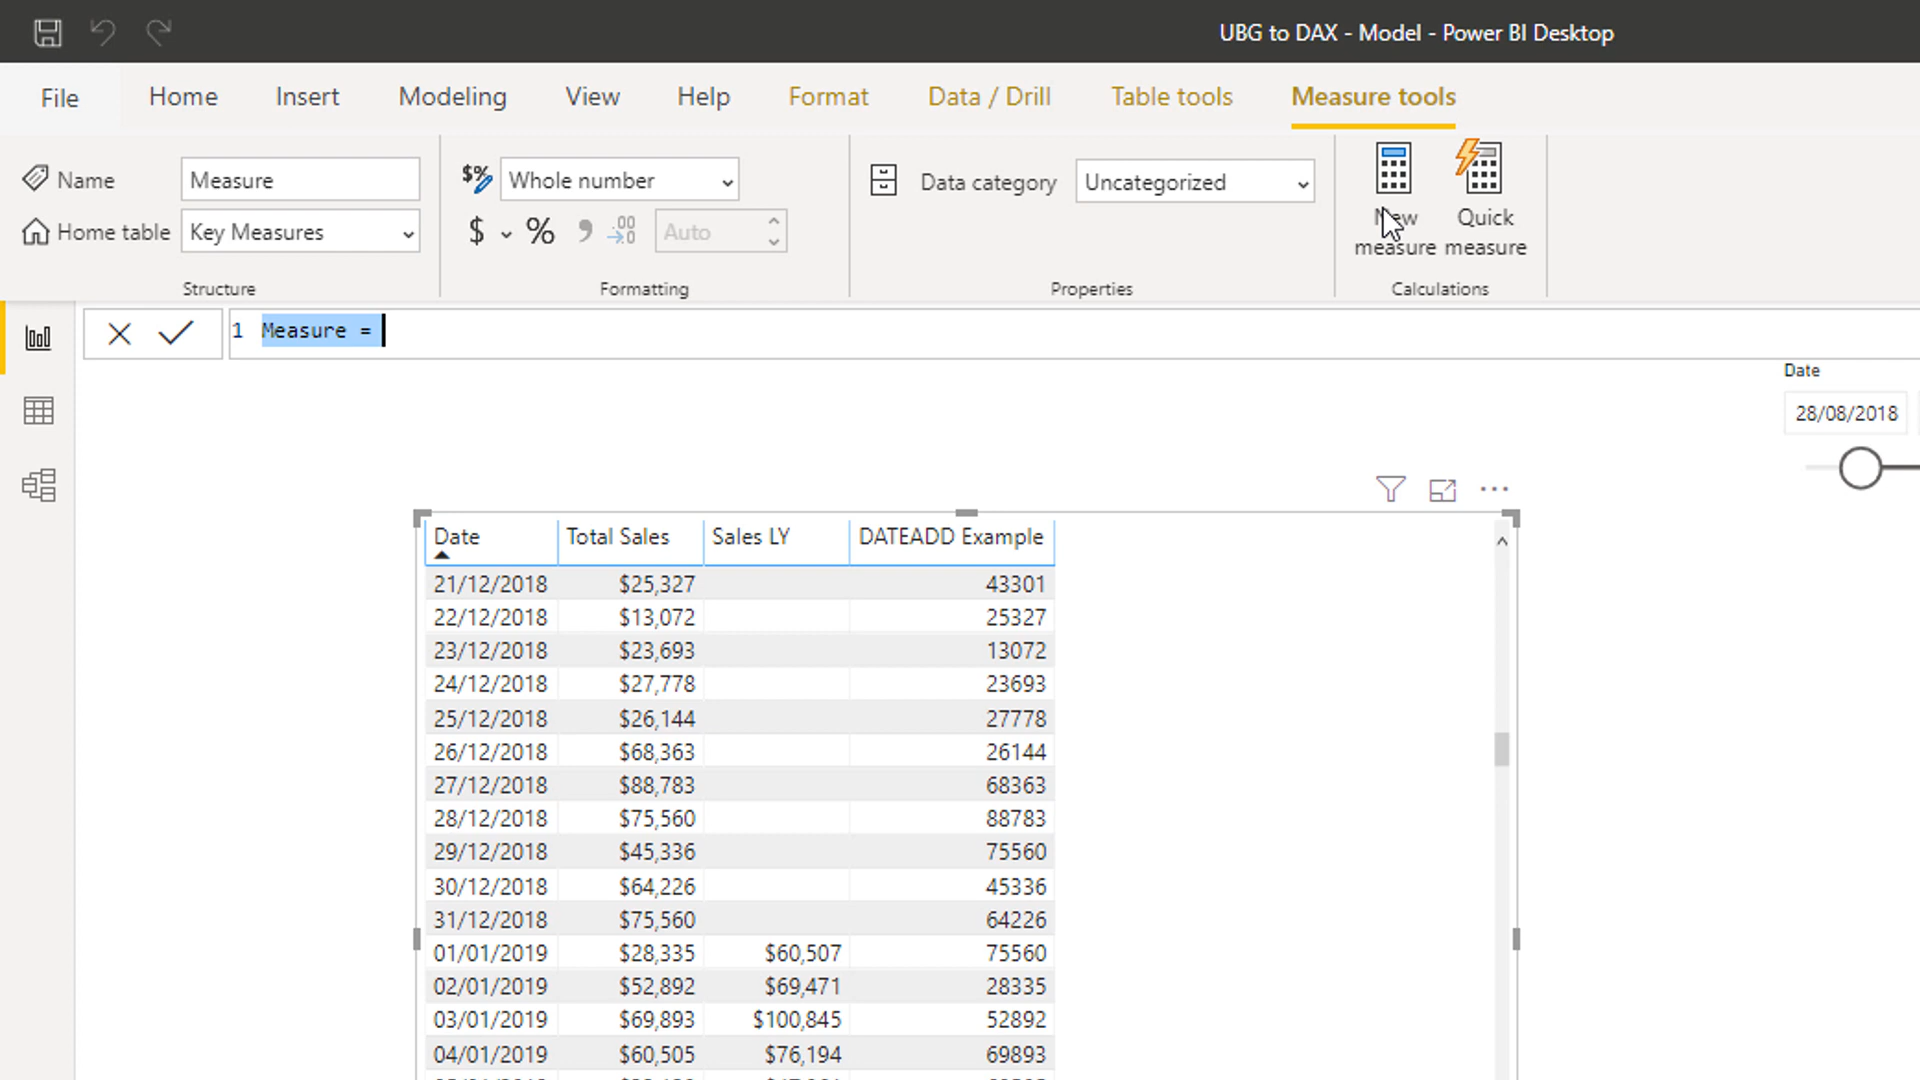 UBG to DAX - Model - Power BI Desktop
File Home Insert Modeling View Help Format Data / Drill Table tools Measure tools
Name Measure
Home table Key Measures
Structure
Whole number
$ % , .00 Auto
Formatting
Data category Uncategorized
Properties
New measure
Quick measure
Calculations
1 Measure =
Date
28/08/2018
Date Total Sales Sales LY DATEADD Example
21/12/2018 $25,327 43301
22/12/2018 $13,072 25327
23/12/2018 $23,693 13072
24/12/2018 $27,778 23693
25/12/2018 $26,144 27778
26/12/2018 $68,363 26144
27/12/2018 $88,783 68363
28/12/2018 $75,560 88783
29/12/2018 $45,336 75560
30/12/2018 $64,226 45336
31/12/2018 $75,560 64226
01/01/2019 $28,335 $60,507 75560
02/01/2019 $52,892 $69,471 28335
03/01/2019 $69,893 $100,845 52892
04/01/2019 $60,505 $76,194 69893